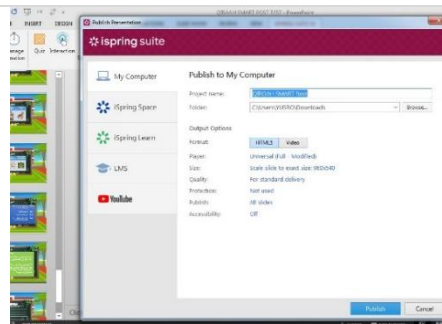 INSERT DESIGN
Quiz Interaction
Publish Presentation
ispring suite
My Computer
iSpring Space
iSpring Learn
LMS
YouTube
Publish to My Computer
Project name:
Folder: Browse...
Output Options
Format: HTML5 Video
Player: Universal (Full - Modified)
Size: Scale slide to exact size: 960x540
Quality: For standard delivery
Protection: Not used
Publish: All slides
Accessibility: Off
Publish Cancel